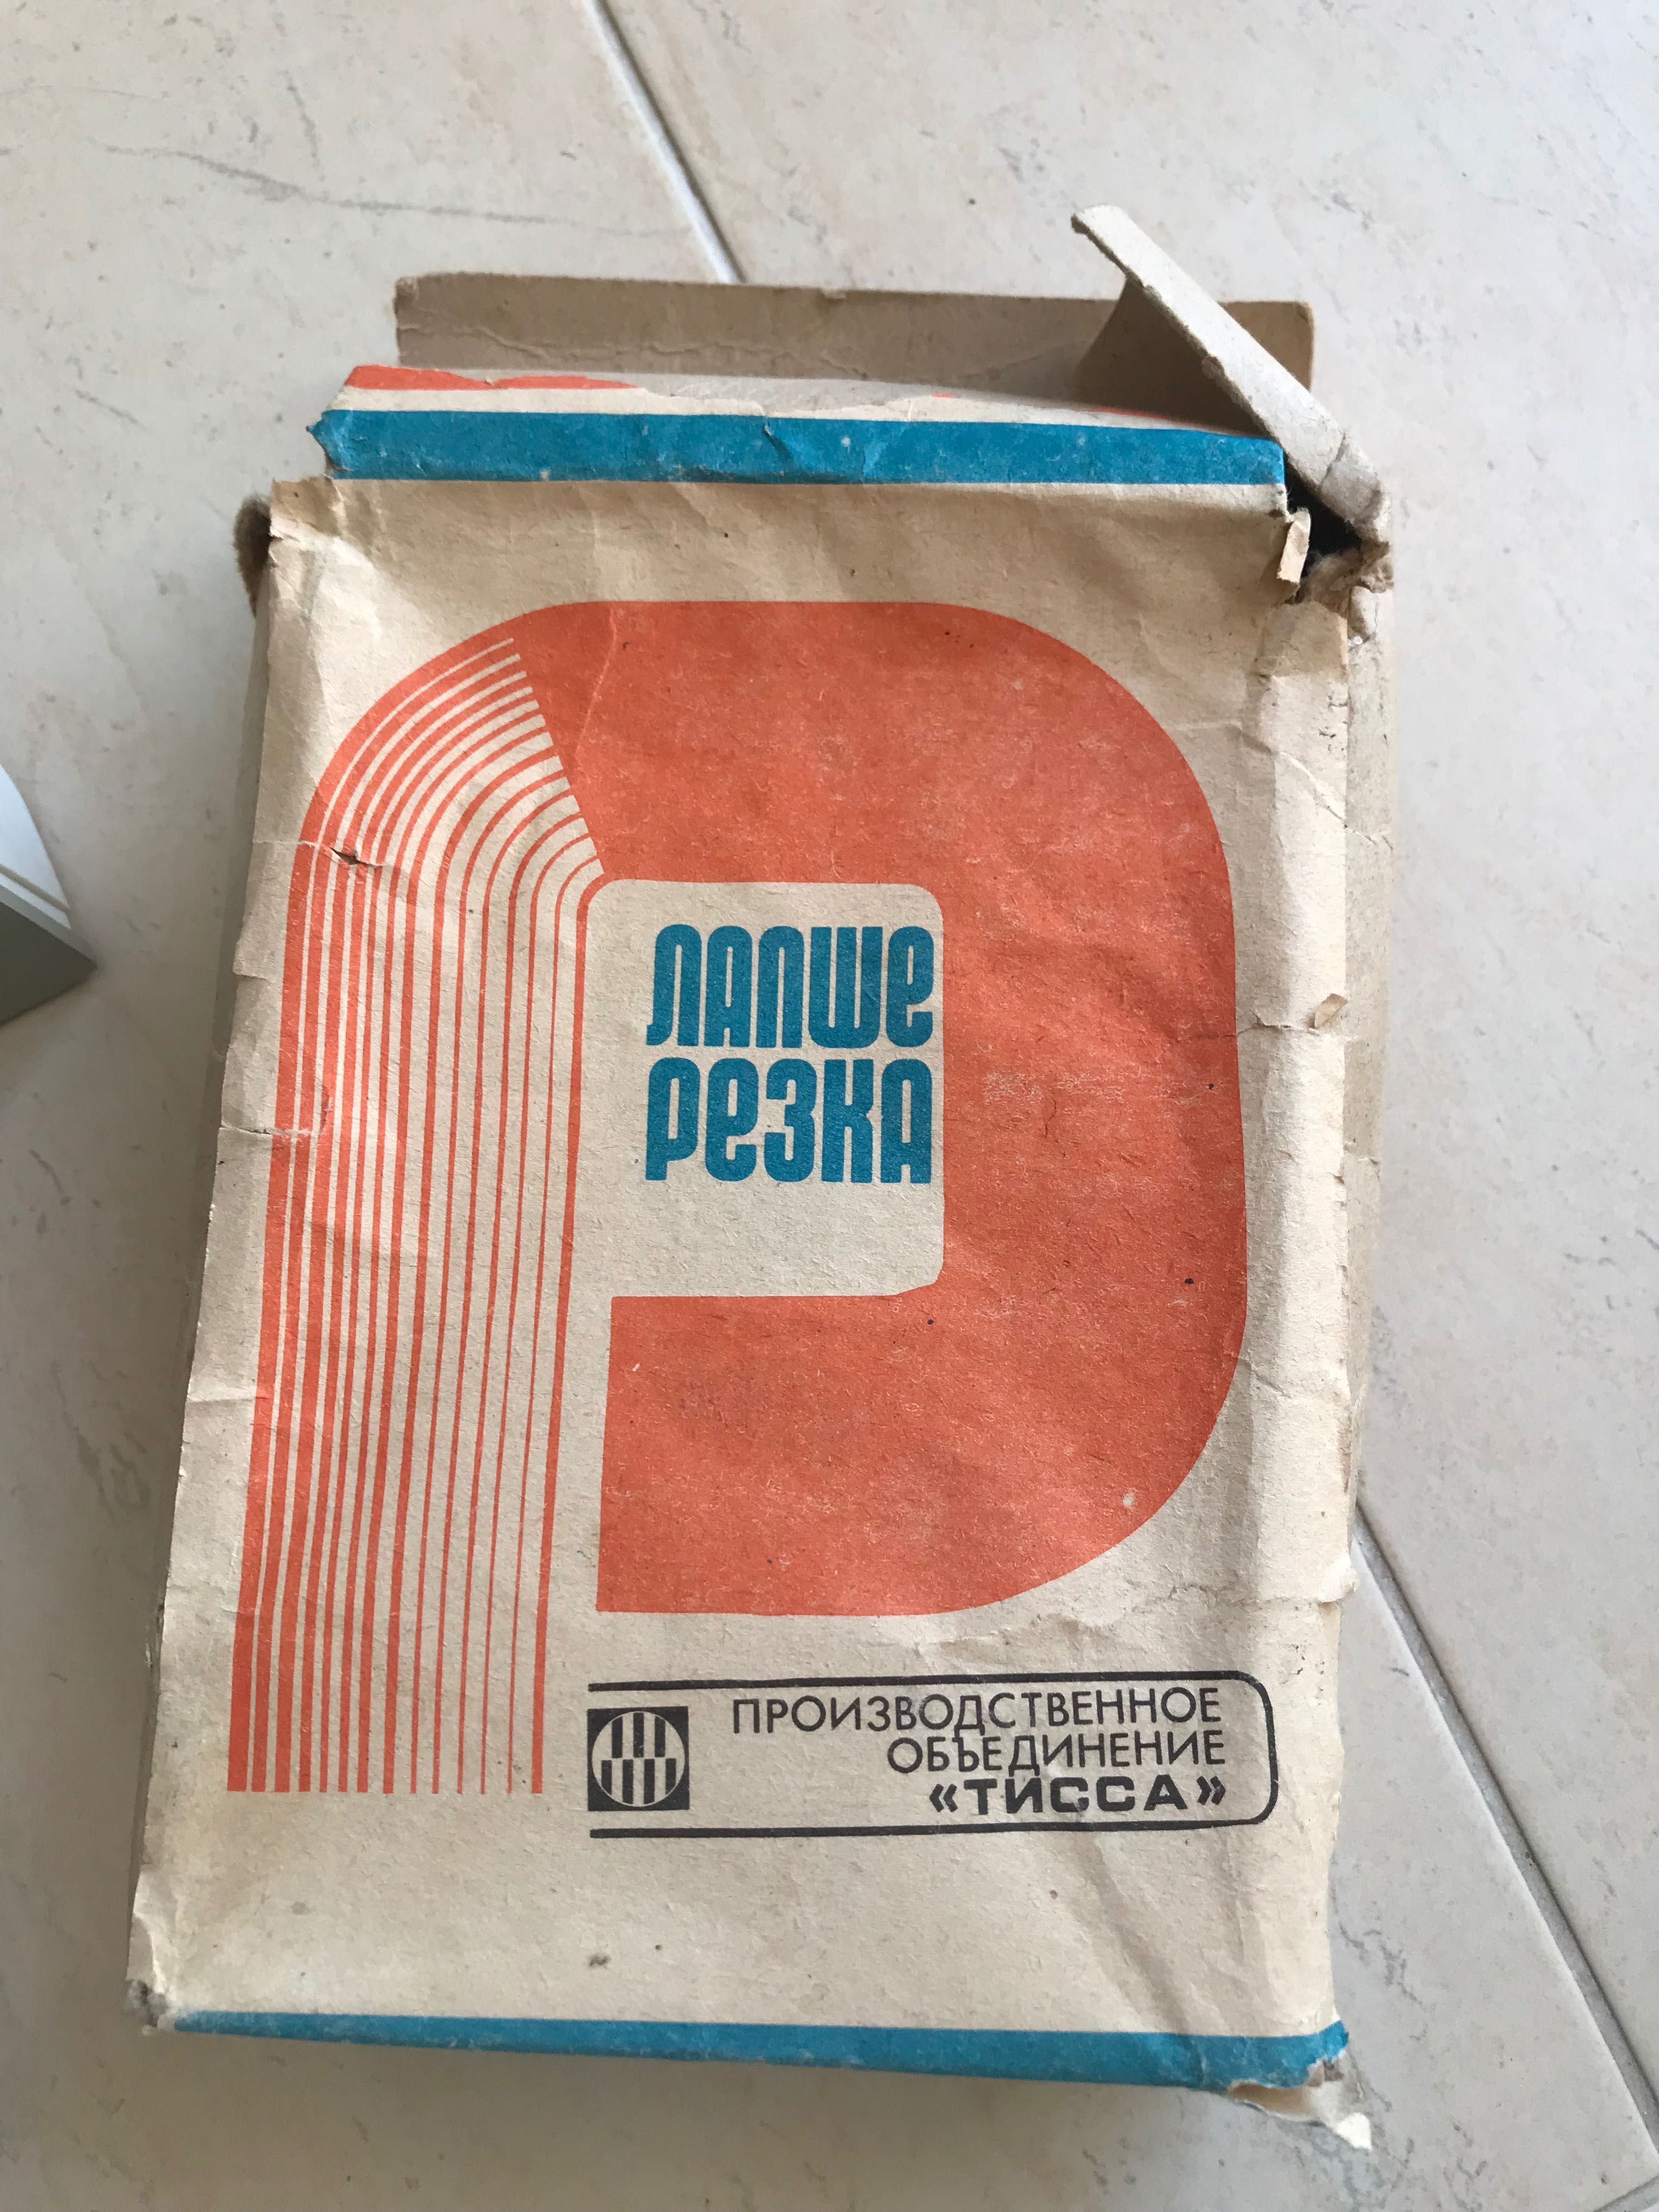 лапше
резка
ПРОИЗВОДСТВЕННОЕ
ОБЪЕДИНЕНИЕ
«ТИССА»